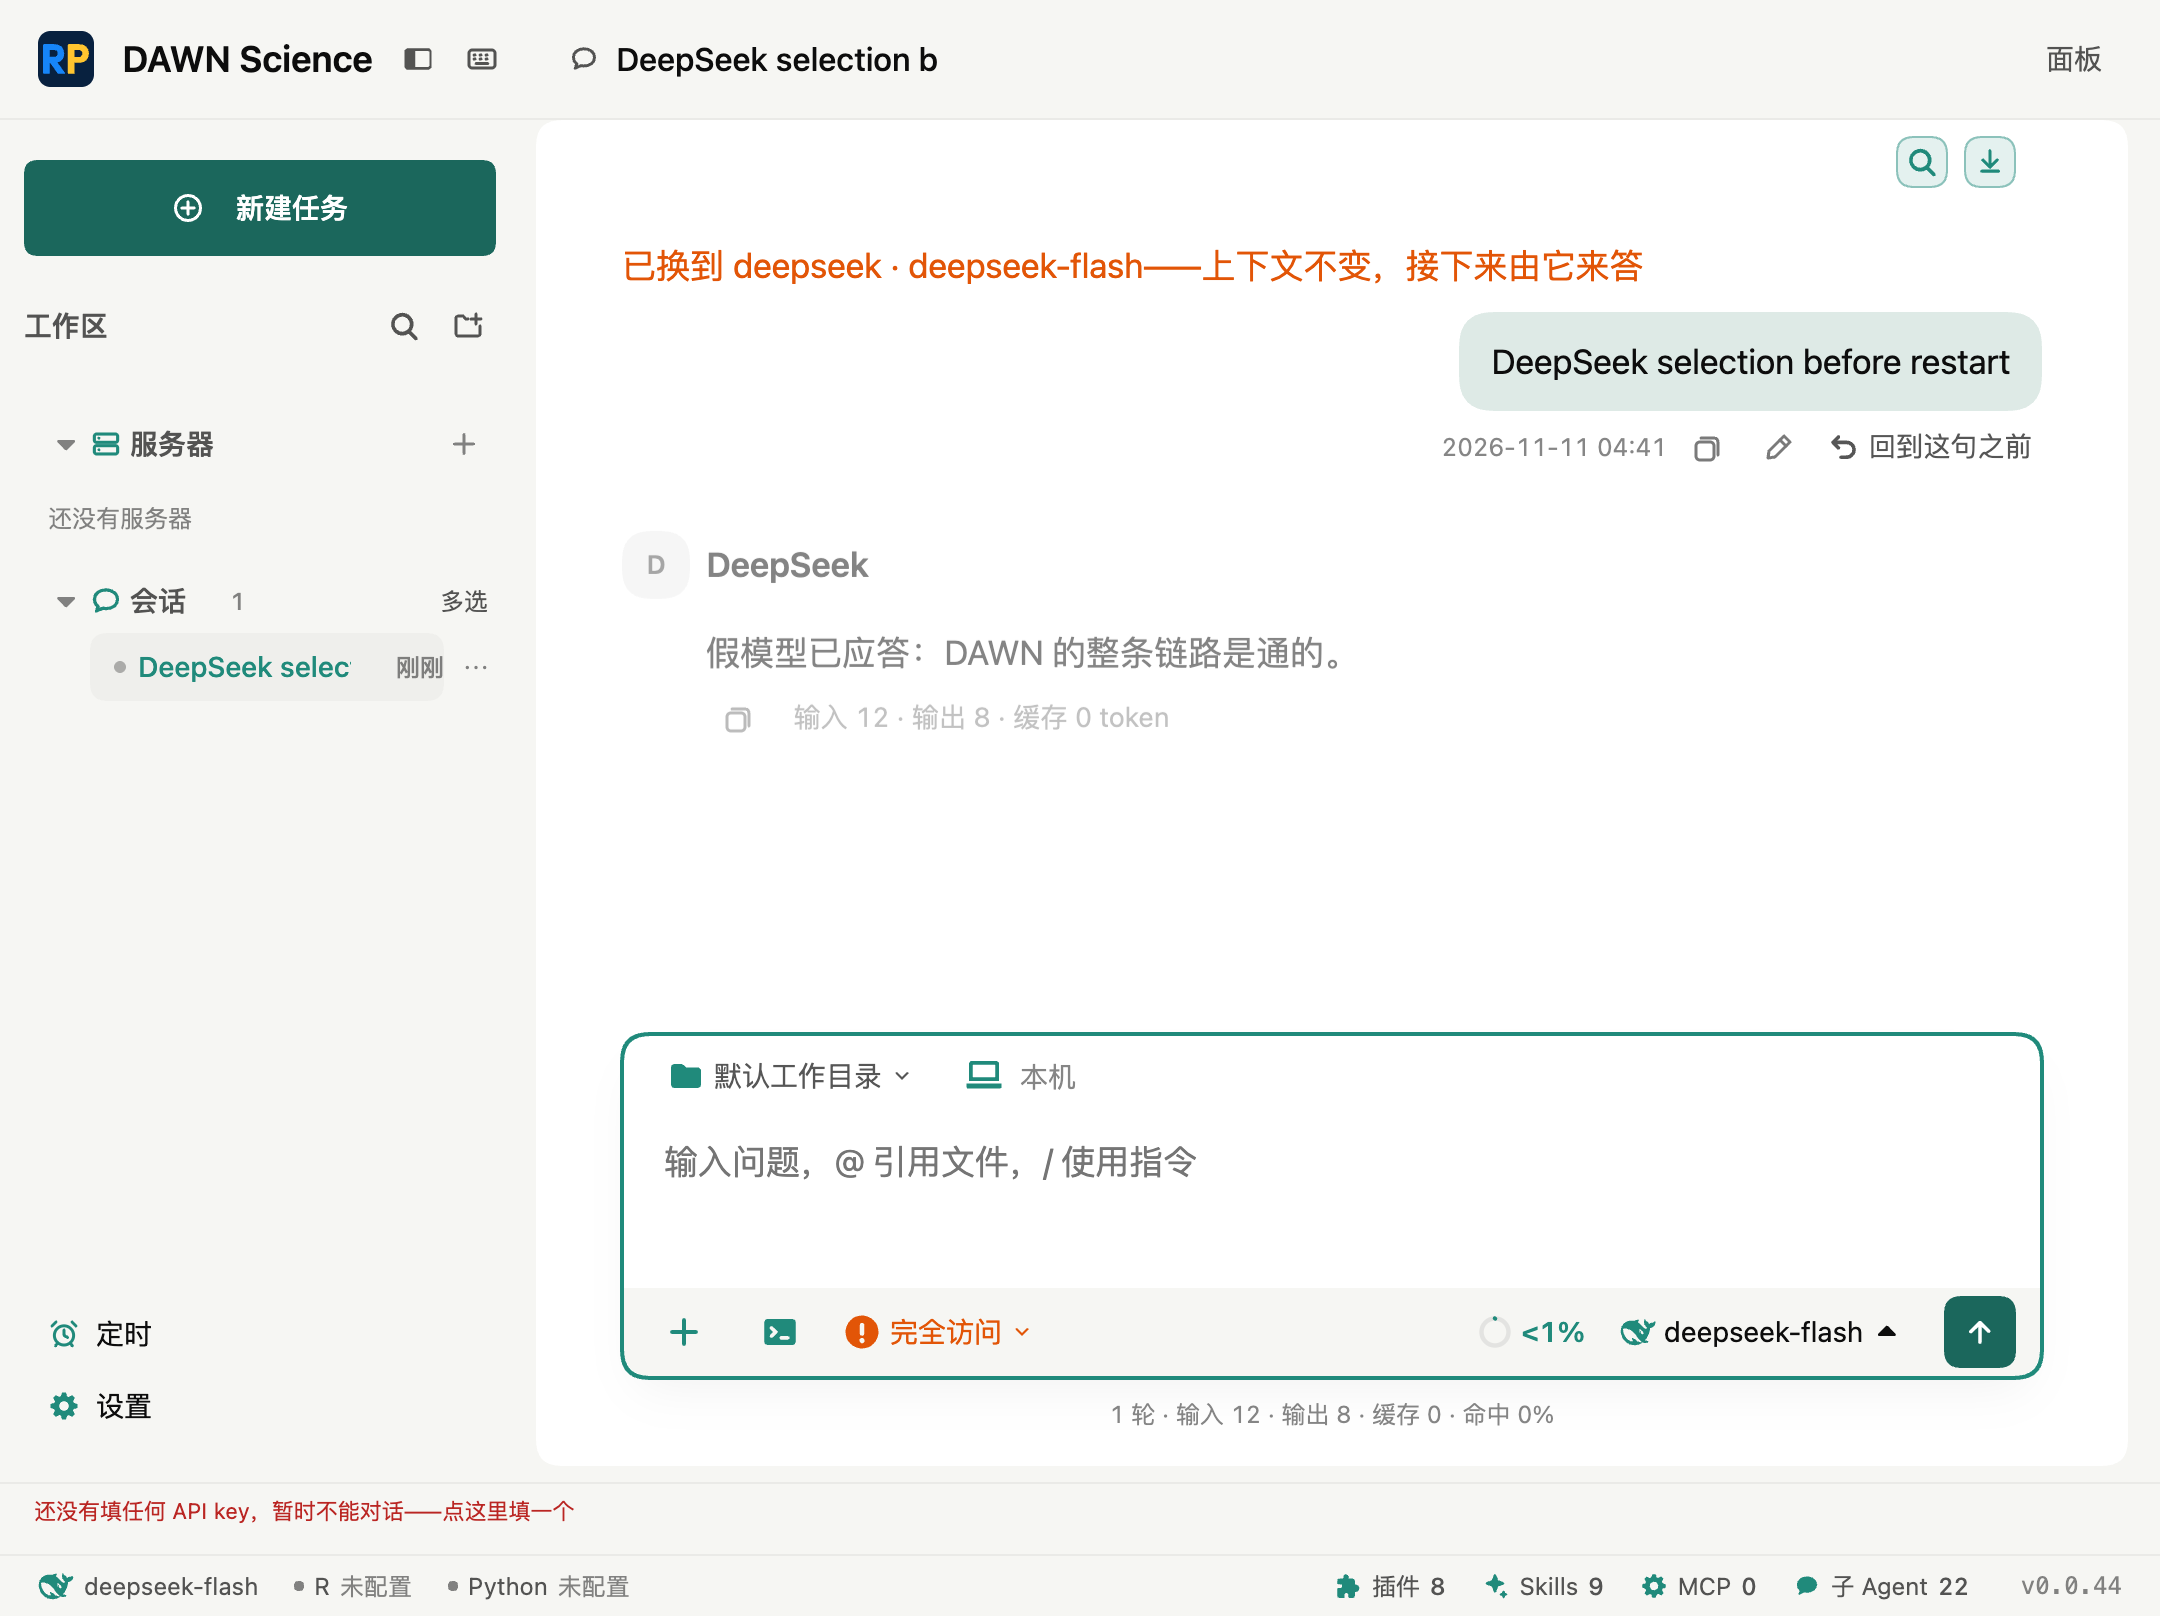 RP DAWN Science DeepSeek selection b 面板
新建任务
工作区
服务器
还没有服务器
会话 1 多选
DeepSeek selec 刚刚 ···
定时
设置
已换到 deepseek · deepseek-flash——上下文不变，接下来由它来答
DeepSeek selection before restart
2026-11-11 04:41 回到这句之前
D DeepSeek
假模型已应答：DAWN 的整条链路是通的。
输入 12 · 输出 8 · 缓存 0 token
默认工作目录 本机
输入问题，@ 引用文件，/ 使用指令
完全访问 <1% deepseek-flash
1 轮 · 输入 12 · 输出 8 · 缓存 0 · 命中 0%
还没有填任何 API key，暂时不能对话——点这里填一个
deepseek-flash R 未配置 Python 未配置 插件 8 Skills 9 MCP 0 子 Agent 22 v0.0.44